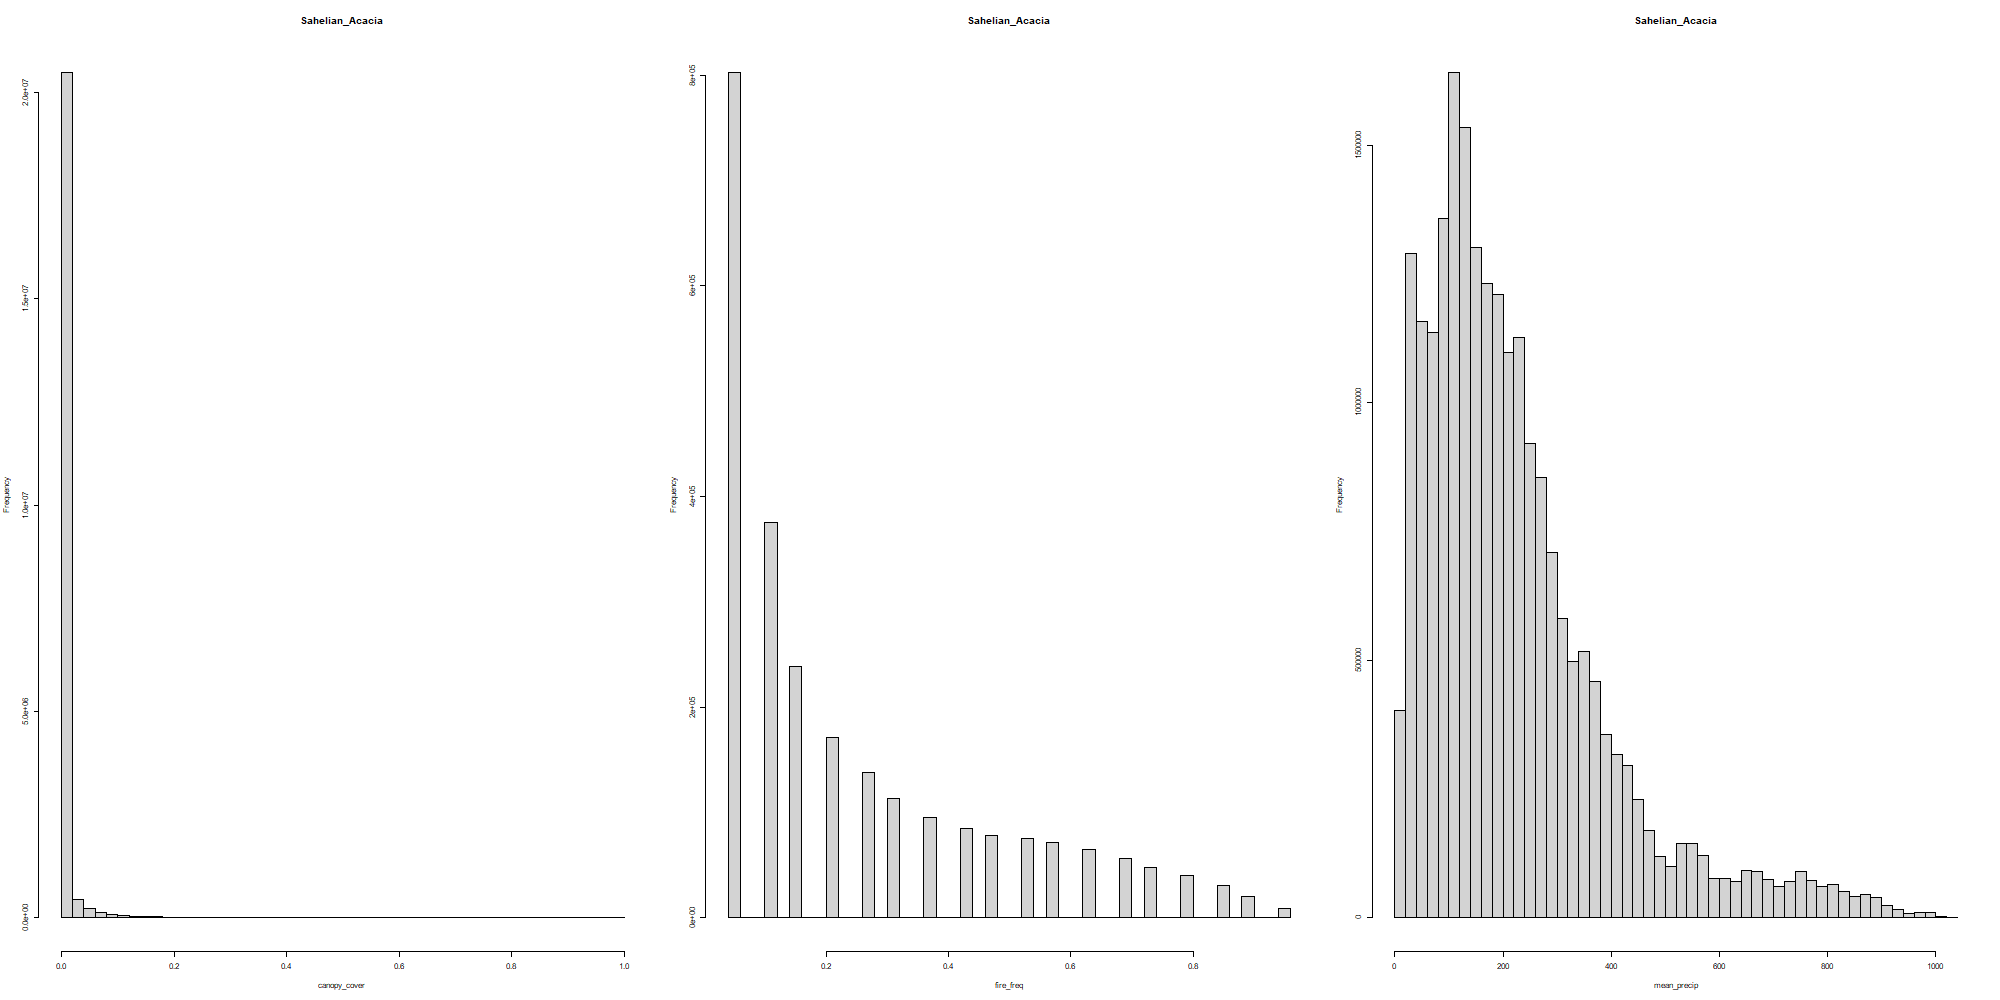 Sahelian_Acacia
Frequency
0.0e+00
5.0e+06
1.0e+07
1.5e+07
2.0e+07
0.0
0.2
0.4
0.6
0.8
1.0
canopy_cover
Sahelian_Acacia
Frequency
0e+00
2e+05
4e+05
6e+05
8e+05
0.2
0.4
0.6
0.8
fire_freq
Sahelian_Acacia
Frequency
0
500000
1000000
1500000
0
200
400
600
800
1000
mean_precip